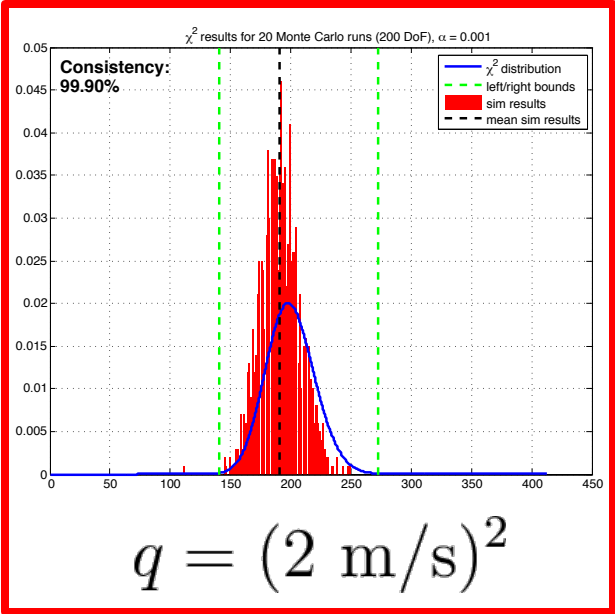 χ² results for 20 Monte Carlo runs (200 DoF), α = 0.001
Consistency:
99.90%
χ² distribution
left/right bounds
sim results
mean sim results
0.05
0.045
0.04
0.035
0.03
0.025
0.02
0.015
0.01
0.005
0
0 50 100 150 200 250 300 350 400 450
q = (2 m/s)²